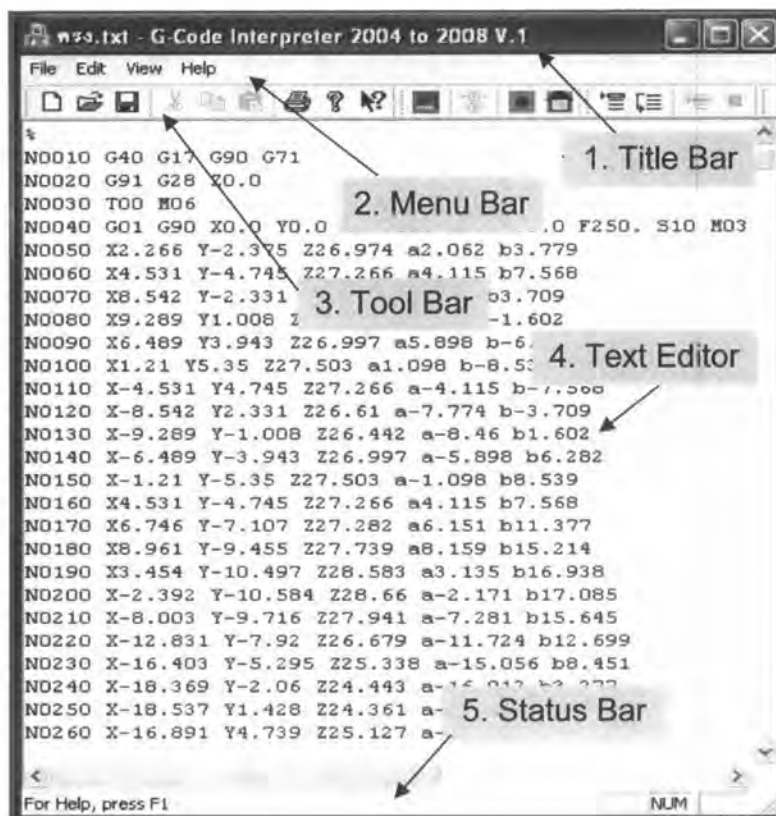 ทรง.txt - G-Code Interpreter 2004 to 2008 V.1
File Edit View Help
1. Title Bar
2. Menu Bar
3. Tool Bar
4. Text Editor
5. Status Bar
%
N0010 G40 G17 G90 G71
N0020 G91 G28 Z0.0
N0030 T00 M06
N0040 G01 G90 X0.0 Y0.0 .0 F250. S10 M03
N0050 X2.266 Y-2.375 Z26.974 a2.062 b3.779
N0060 X4.531 Y-4.745 Z27.266 a4.115 b7.568
N0070 X8.542 Y-2.331 b3.709
N0080 X9.289 Y1.008 Z -1.602
N0090 X6.489 Y3.943 Z26.997 a5.898 b-6.
N0100 X1.21 Y5.35 Z27.503 a1.098 b-8.53
N0110 X-4.531 Y4.745 Z27.266 a-4.115 b-7.568
N0120 X-8.542 Y2.331 Z26.61 a-7.774 b-3.709
N0130 X-9.289 Y-1.008 Z26.442 a-8.46 b1.602
N0140 X-6.489 Y-3.943 Z26.997 a-5.898 b6.282
N0150 X-1.21 Y-5.35 Z27.503 a-1.098 b8.539
N0160 X4.531 Y-4.745 Z27.266 a4.115 b7.568
N0170 X6.746 Y-7.107 Z27.282 a6.151 b11.377
N0180 X8.961 Y-9.455 Z27.739 a8.159 b15.214
N0190 X3.454 Y-10.497 Z28.583 a3.135 b16.938
N0200 X-2.392 Y-10.584 Z28.66 a-2.171 b17.085
N0210 X-8.003 Y-9.716 Z27.941 a-7.281 b15.645
N0220 X-12.831 Y-7.92 Z26.679 a-11.724 b12.699
N0230 X-16.403 Y-5.295 Z25.338 a-15.056 b8.451
N0240 X-18.369 Y-2.06 Z24.443 a-16.912 b3.277
N0250 X-18.537 Y1.428 Z24.361 a-
N0260 X-16.891 Y4.739 Z25.127 a-
For Help, press F1
NUM